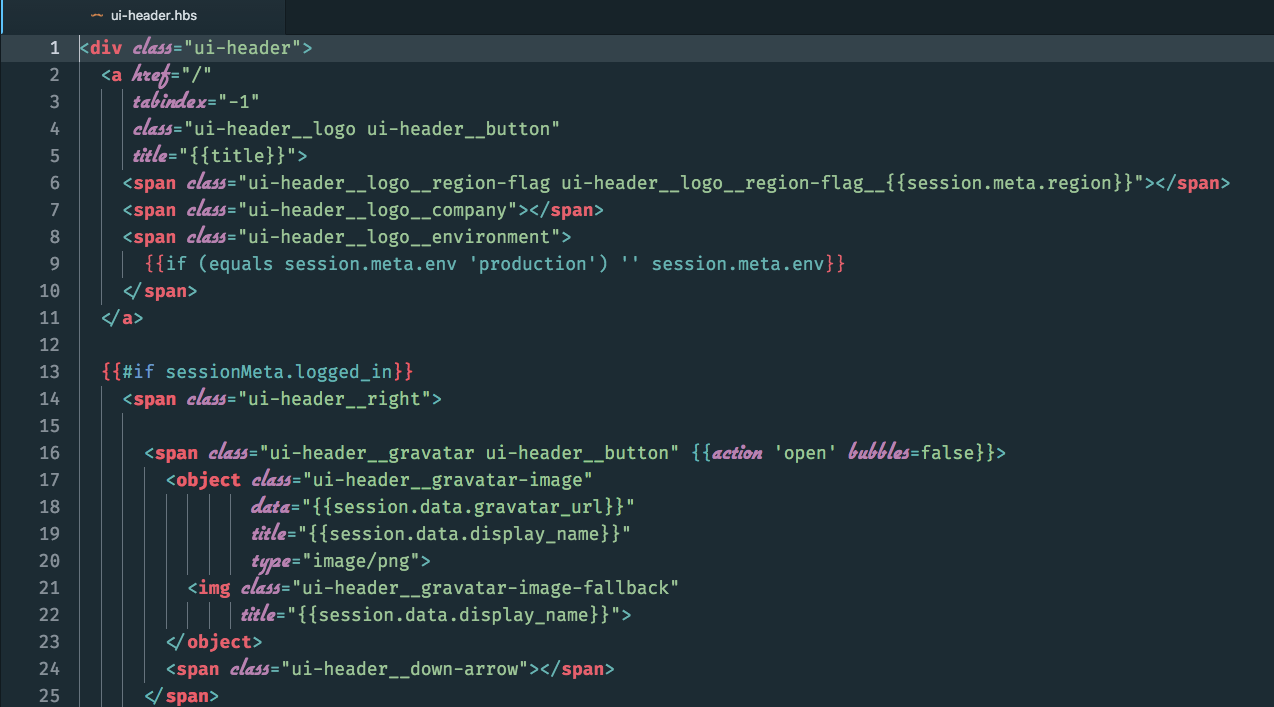 ui-header.hbs
1 <div class="ui-header">
2 <a href="/"
3 tabindex="-1"
4 class="ui-header__logo ui-header__button"
5 title="{{title}}">
6 <span class="ui-header__logo__region-flag ui-header__logo__region-flag__{{session.meta.region}}"></span>
7 <span class="ui-header__logo__company"></span>
8 <span class="ui-header__logo__environment">
9 {{if (equals session.meta.env 'production') '' session.meta.env}}
10 </span>
11 </a>
12
13 {{#if sessionMeta.logged_in}}
14 <span class="ui-header__right">
15
16 <span class="ui-header__gravatar ui-header__button" {{action 'open' bubbles=false}}>
17 <object class="ui-header__gravatar-image"
18 data="{{session.data.gravatar_url}}"
19 title="{{session.data.display_name}}"
20 type="image/png">
21 <img class="ui-header__gravatar-image-fallback"
22 title="{{session.data.display_name}}">
23 </object>
24 <span class="ui-header__down-arrow"></span>
25 </span>